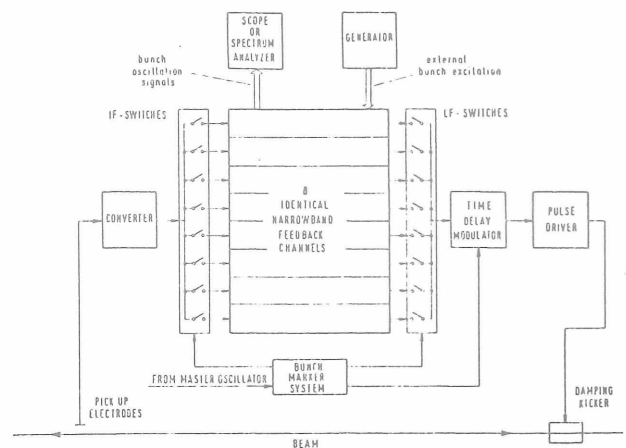 SCOPE
OR
SPECTRUM
ANALYZER
GENERATOR
bunch
oscillation
signals
external
bunch excitation
IF-SWITCHES
LF-SWITCHES
CONVERTER
8
IDENTICAL
NARROWBAND
FEEDBACK
CHANNELS
TIME
DELAY
MODULATOR
PULSE
DRIVER
BUNCH
MARKER
SYSTEM
FROM MASTER OSCILLATOR
PICK UP
ELECTRODES
DAMPING
KICKER
BEAM